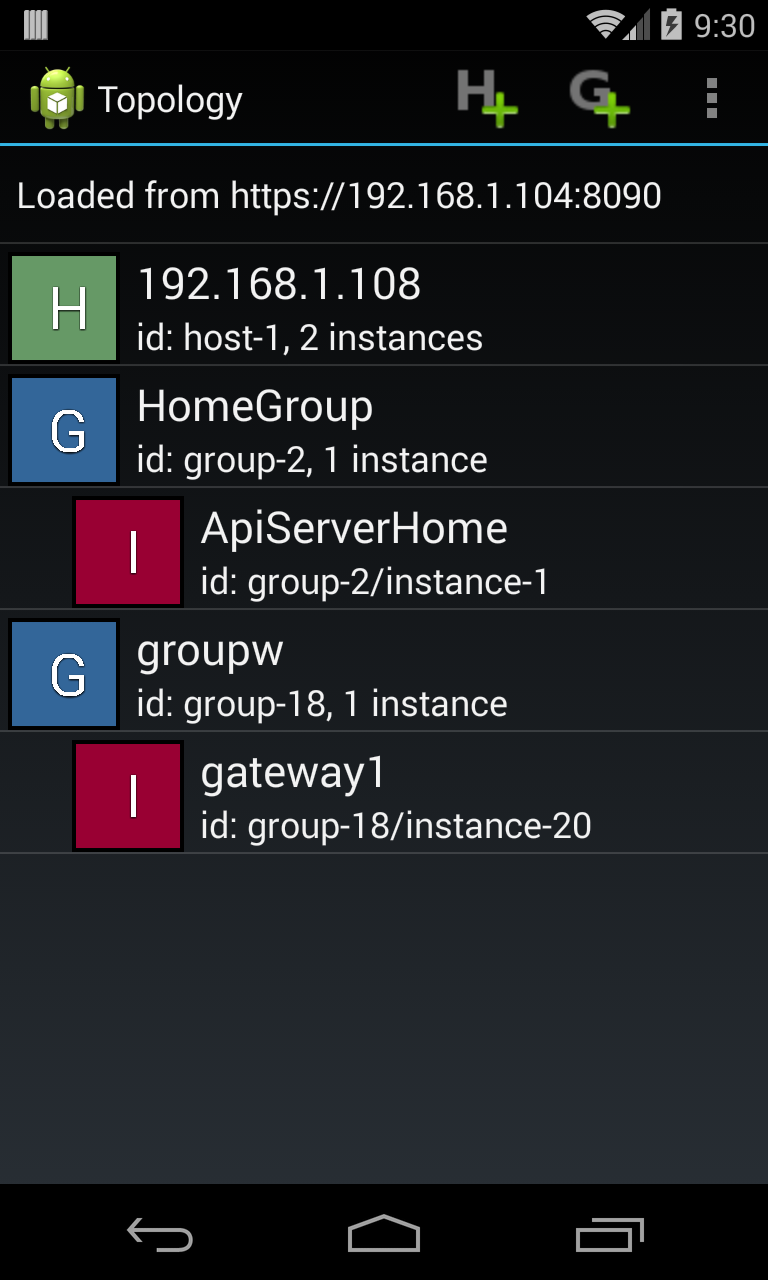 9:30
Topology
H
G
Loaded from https://192.168.1.104:8090
H
192.168.1.108
id: host-1, 2 instances
G
HomeGroup
id: group-2, 1 instance
I
ApiServerHome
id: group-2/instance-1
G
groupw
id: group-18, 1 instance
I
gateway1
id: group-18/instance-20